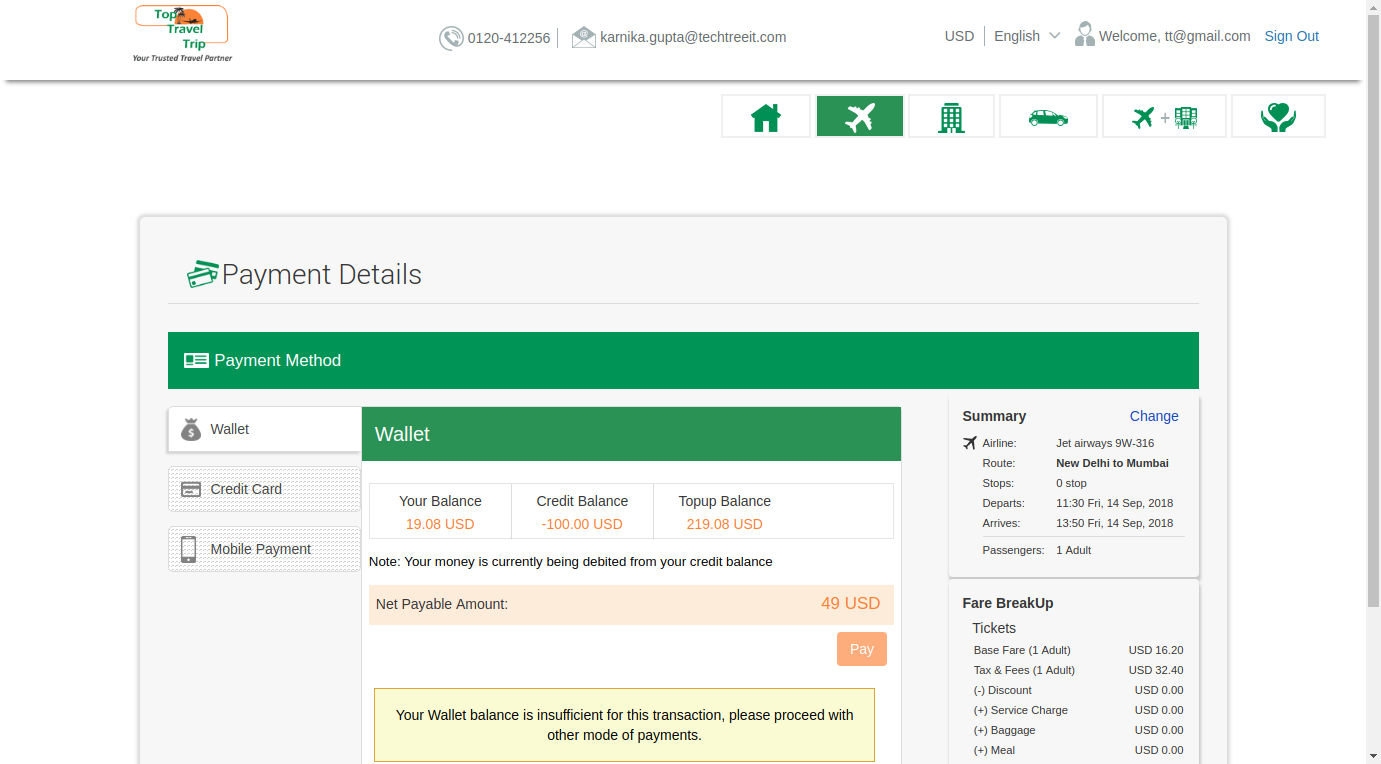 Top
Travel
Trip
Your Trusted Travel Partner
0120-412256
karnika.gupta@techtreeit.com
USD
English
Welcome, tt@gmail.com
Sign Out
+
Payment Details
Payment Method
Wallet
Credit Card
Mobile Payment
Wallet
Your Balance Credit Balance Topup Balance
19.08 USD -100.00 USD 219.08 USD
Note: Your money is currently being debited from your credit balance
Net Payable Amount: 49 USD
Pay
Your Wallet balance is insufficient for this transaction, please proceed with
other mode of payments.
Summary Change
Airline: Jet airways 9W-316
Route: New Delhi to Mumbai
Stops: 0 stop
Departs: 11:30 Fri, 14 Sep, 2018
Arrives: 13:50 Fri, 14 Sep, 2018
Passengers: 1 Adult
Fare BreakUp
Tickets
Base Fare (1 Adult) USD 16.20
Tax & Fees (1 Adult) USD 32.40
(-) Discount USD 0.00
(+) Service Charge USD 0.00
(+) Baggage USD 0.00
(+) Meal USD 0.00